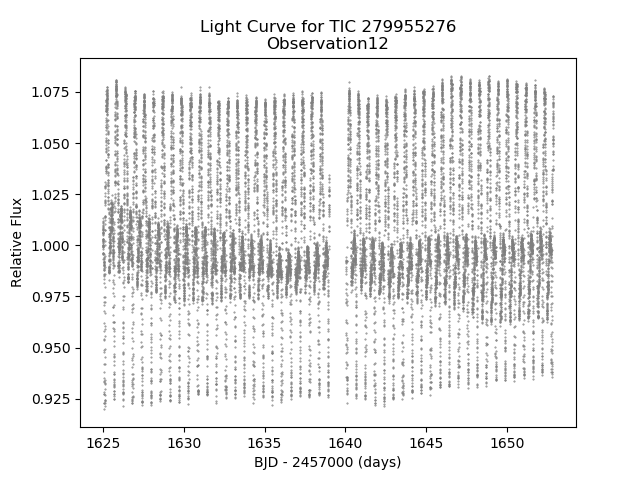 Light Curve for TIC 279955276
Observation12
1.075
1.050
1.025
1.000
0.975
0.950
0.925
Relative Flux
1625 1630 1635 1640 1645 1650
BJD - 2457000 (days)